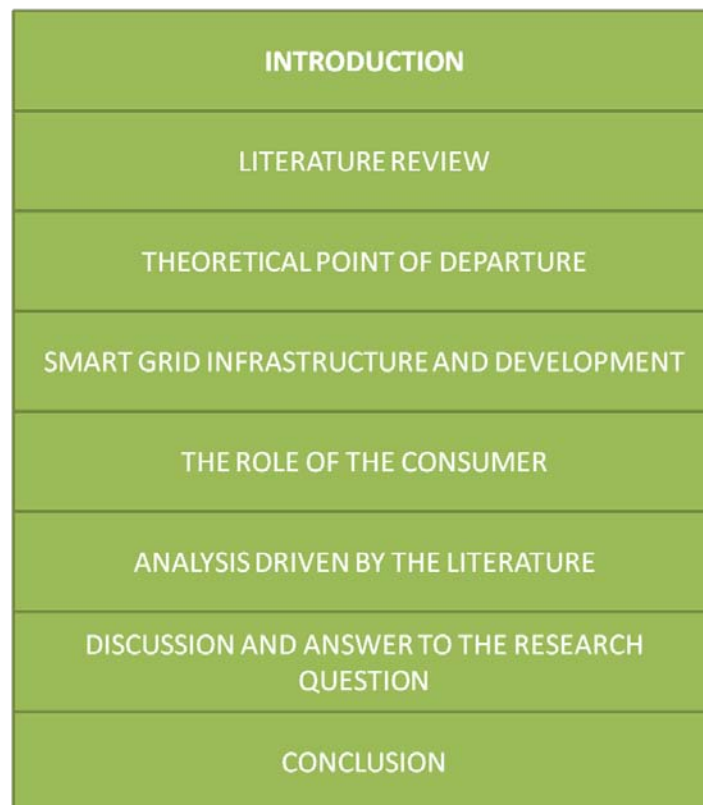 INTRODUCTION
LITERATURE REVIEW
THEORETICAL POINT OF DEPARTURE
SMART GRID INFRASTRUCTURE AND DEVELOPMENT
THE ROLE OF THE CONSUMER
ANALYSIS DRIVEN BY THE LITERATURE
DISCUSSION AND ANSWER TO THE RESEARCH
QUESTION
CONCLUSION